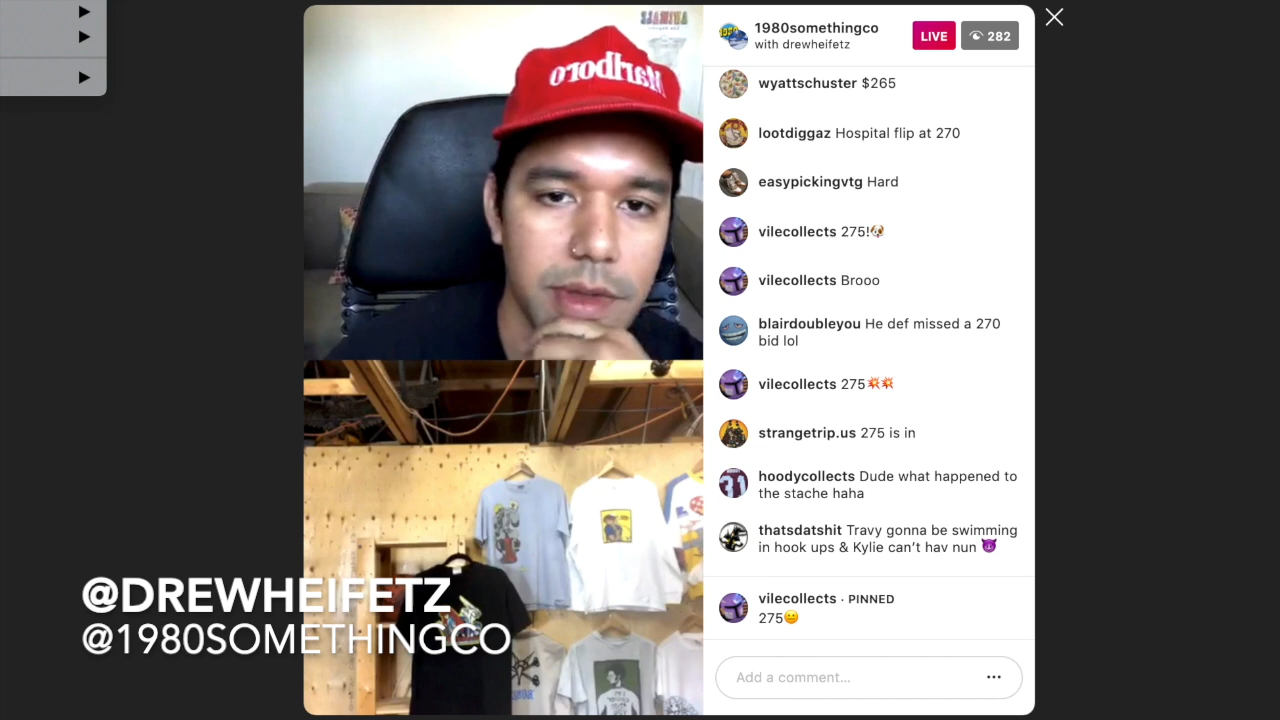 Marlboro
1980somethingco
with drewheifetz
LIVE
282
wyattschuster $265
lootdiggaz Hospital flip at 270
easypickingvtg Hard
vilecollects 275!🐶
vilecollects Brooo
blairdoubleyou He def missed a 270
bid lol
vilecollects 275💥💥
strangetrip.us 275 is in
hoodycollects Dude what happened to
the stache haha
thatsdatshit Travy gonna be swimming
in hook ups & Kylie can’t hav nun 😈
vilecollects · PINNED
275😐
Add a comment...
@DREWHEIFETZ
@1980SOMETHINGCO